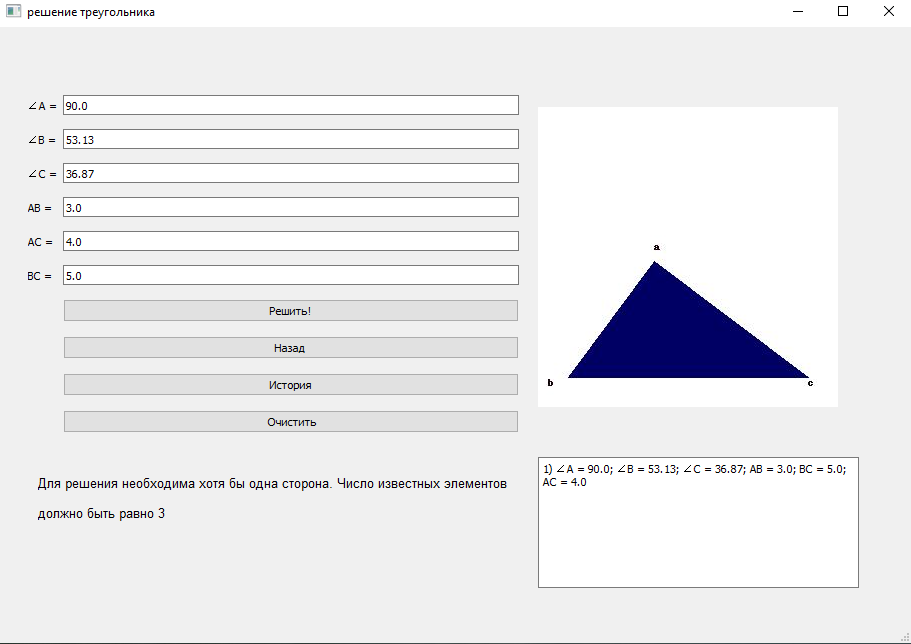 решение треугольника
∠A =
90.0
∠B =
53.13
∠C =
36.87
AB =
3.0
AC =
4.0
BC =
5.0
Решить!
Назад
История
Очистить
Для решения необходима хотя бы одна сторона. Число известных элементов
должно быть равно 3
a
b
c
1) ∠A = 90.0; ∠B = 53.13; ∠C = 36.87; AB = 3.0; BC = 5.0;
AC = 4.0